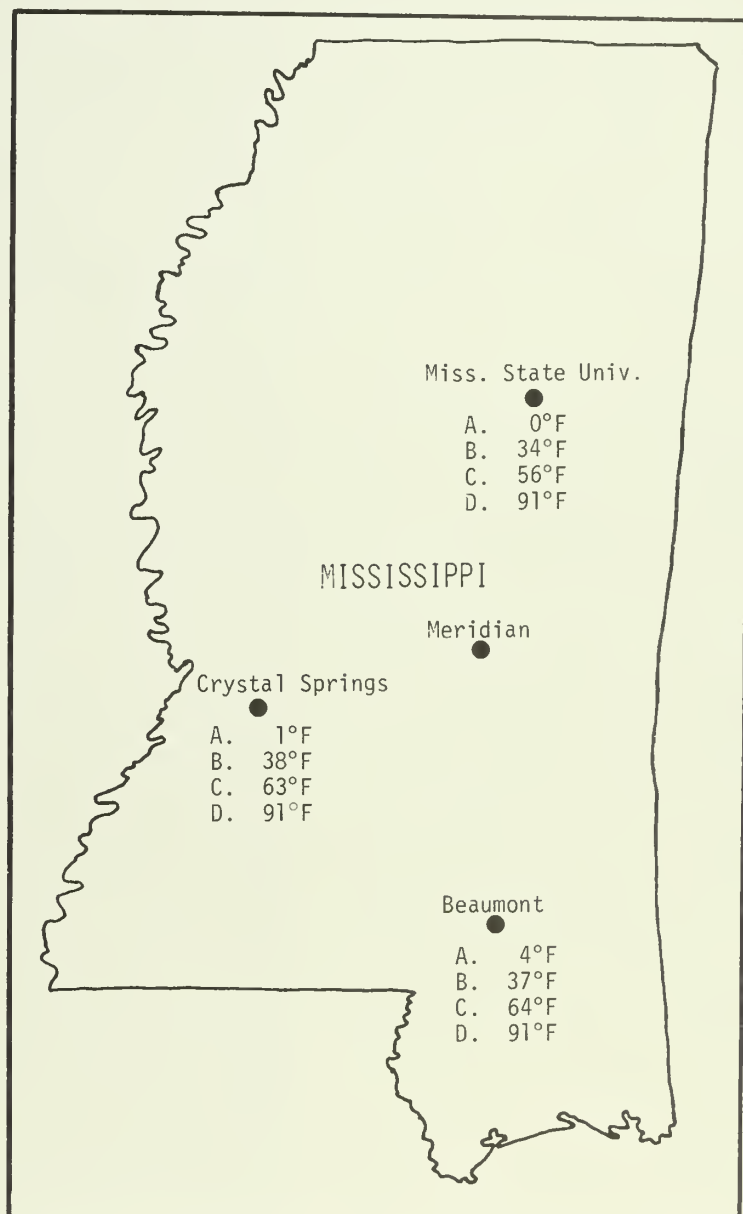 Miss. State Univ.
A. 0°F
B. 34°F
C. 56°F
D. 91°F
MISSISSIPPI
Meridian
Crystal Springs
A. 1°F
B. 38°F
C. 63°F
D. 91°F
Beaumont
A. 4°F
B. 37°F
C. 64°F
D. 91°F